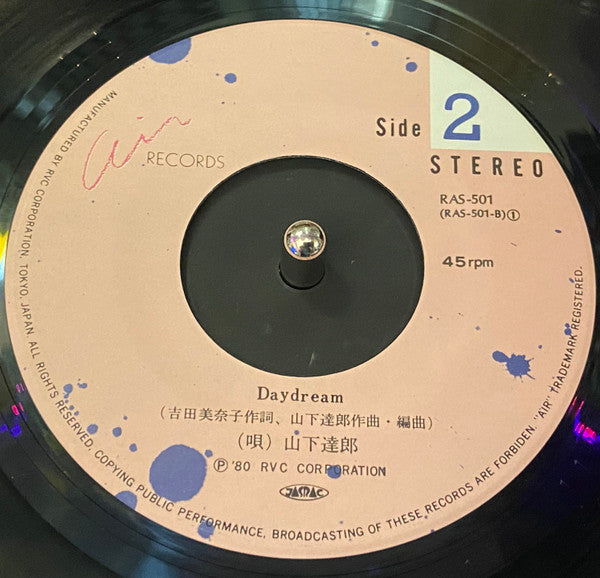 Air
RECORDS
Side 2
STEREO
RAS-501
(RAS-501-B)①
45rpm
Daydream
(吉田美奈子作詞、山下達郎作曲・編曲)
(唄)山下達郎
Ⓟ '80 RVC CORPORATION
JASRAC
MANUFACTURED BY RVC CORPORATION, TOKYO, JAPAN. ALL RIGHTS RESERVED. COPYING PUBLIC PERFORMANCE, BROADCASTING OF THESE RECORDS ARE FORBIDDEN. "AIR" TRADEMARK REGISTERED.